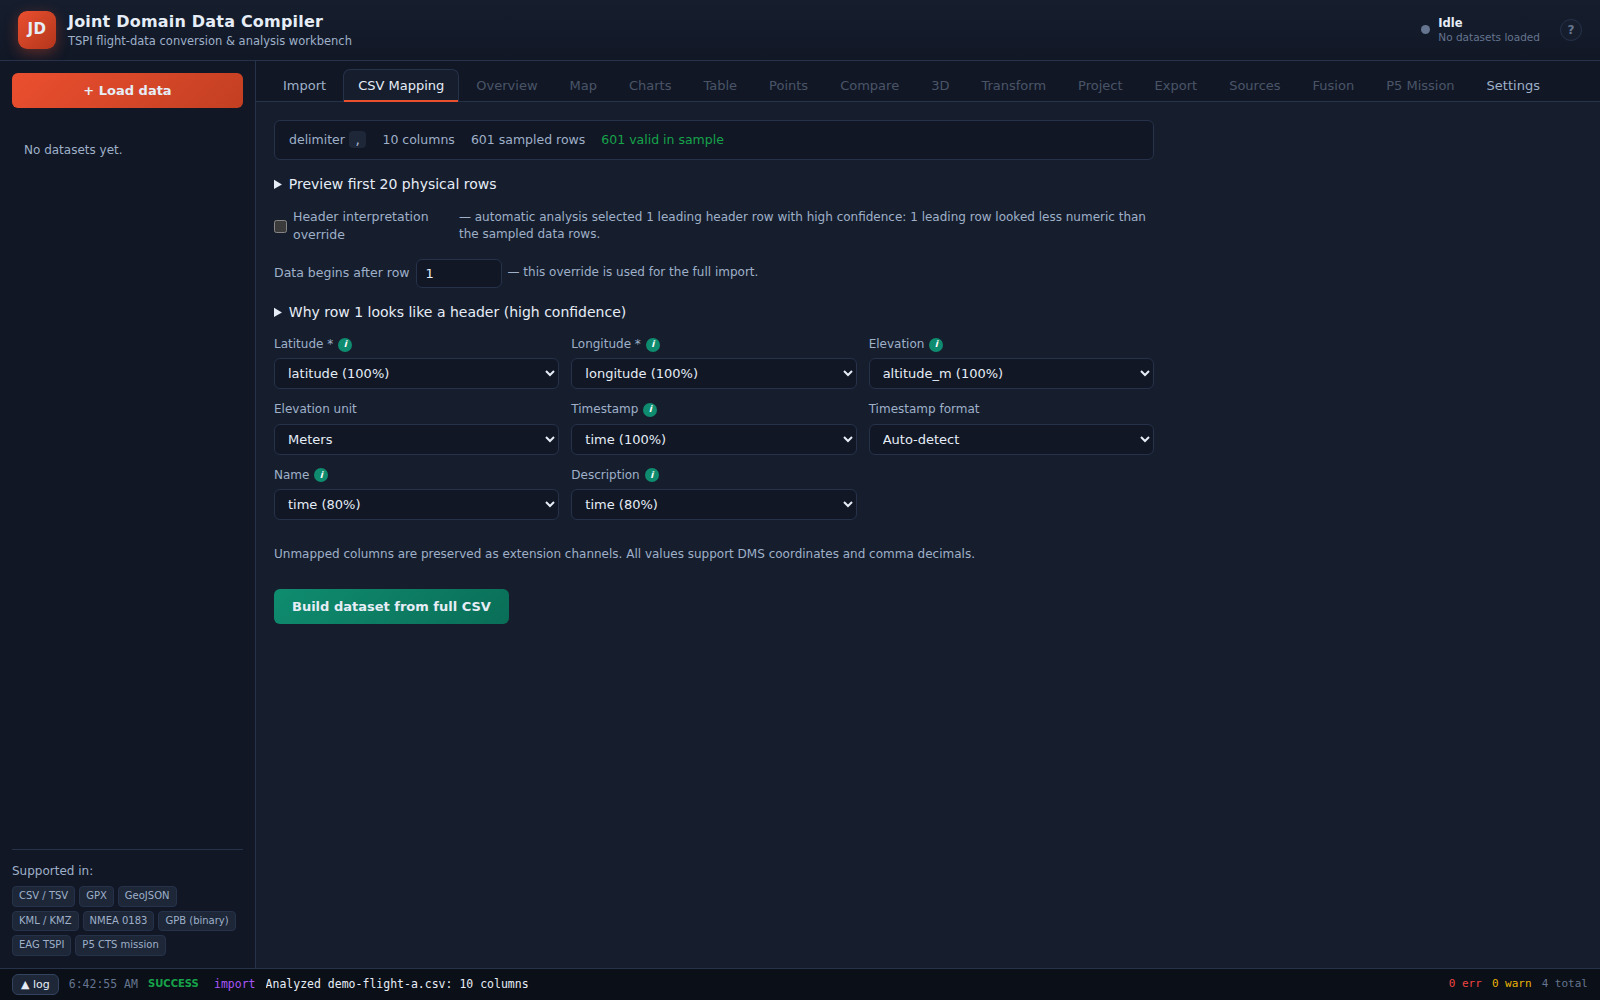 JD
Joint Domain Data Compiler
TSPI flight-data conversion & analysis workbench
Idle
No datasets loaded
?
+ Load data
No datasets yet.
Import CSV Mapping Overview Map Charts Table Points Compare 3D Transform Project Export Sources Fusion P5 Mission Settings
delimiter , 10 columns 601 sampled rows 601 valid in sample
▶ Preview first 20 physical rows
Header interpretation override
— automatic analysis selected 1 leading header row with high confidence: 1 leading row looked less numeric than
the sampled data rows.
Data begins after row 1 — this override is used for the full import.
▶ Why row 1 looks like a header (high confidence)
Latitude * i Longitude * i Elevation i
latitude (100%) longitude (100%) altitude_m (100%)
Elevation unit Timestamp i Timestamp format
Meters time (100%) Auto-detect
Name i Description i
time (80%) time (80%)
Unmapped columns are preserved as extension channels. All values support DMS coordinates and comma decimals.
Build dataset from full CSV
Supported in:
CSV / TSV GPX GeoJSON
KML / KMZ NMEA 0183 GPB (binary)
EAG TSPI P5 CTS mission
▲ log 6:42:55 AM SUCCESS import Analyzed demo-flight-a.csv: 10 columns 0 err 0 warn 4 total